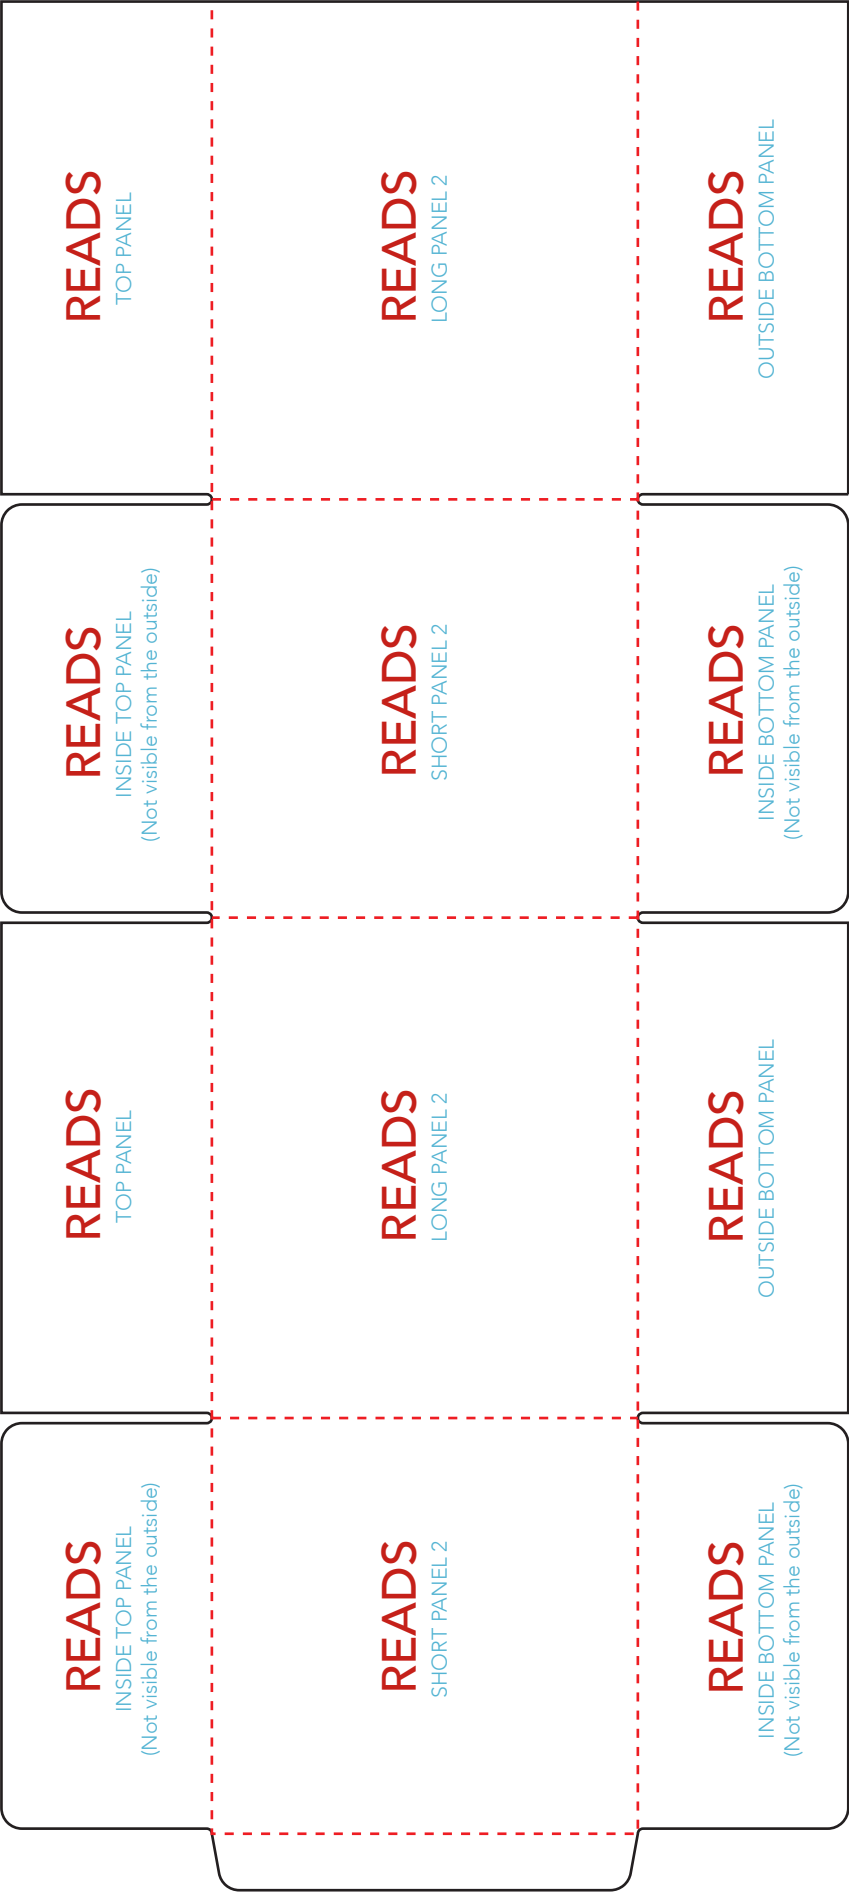 READS
INSIDE TOP PANEL
(Not visible from the outside)
READS
TOP PANEL
READS
INSIDE TOP PANEL
(Not visible from the outside)
READS
TOP PANEL
READS
SHORT PANEL 2
READS
LONG PANEL 2
READS
SHORT PANEL 2
READS
LONG PANEL 2
READS
INSIDE BOTTOM PANEL
(Not visible from the outside)
READS
OUTSIDE BOTTOM PANEL
READS
INSIDE BOTTOM PANEL
(Not visible from the outside)
READS
OUTSIDE BOTTOM PANEL